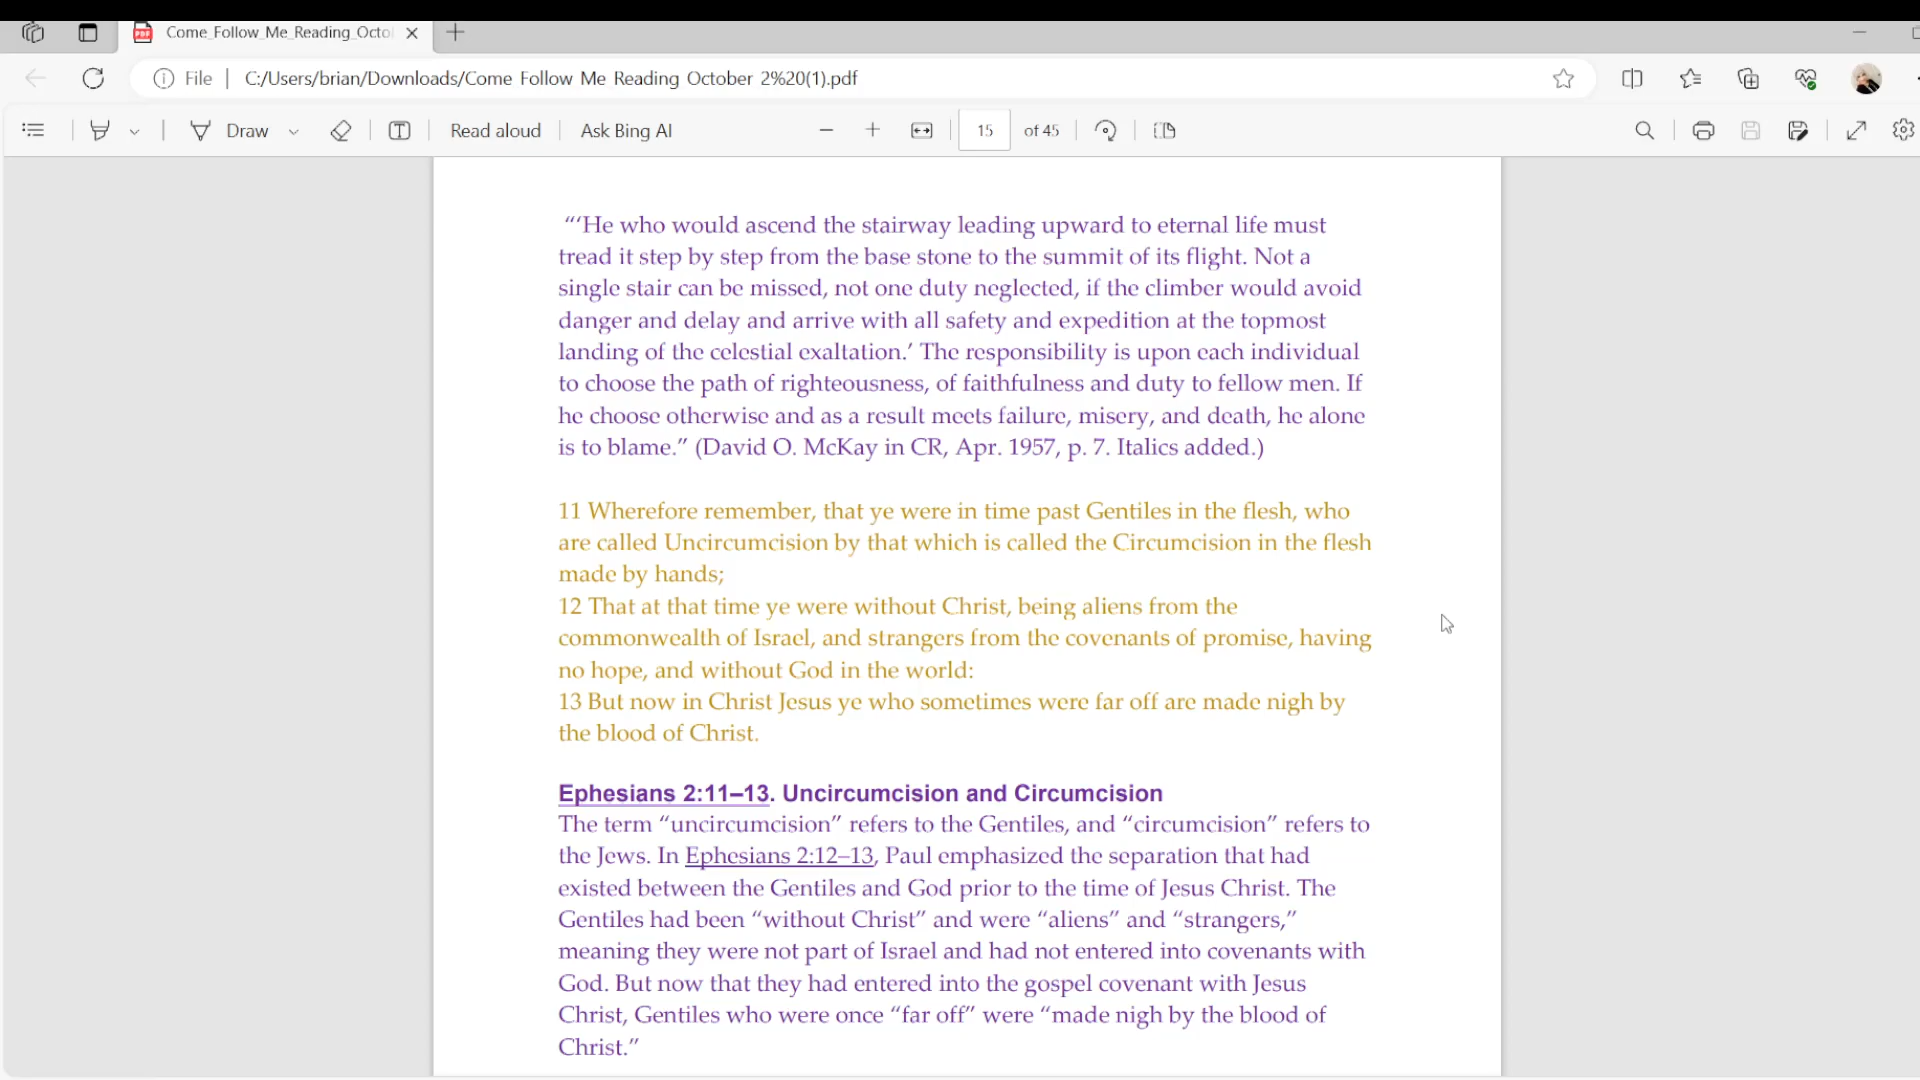 Come_Follow_Me_Reading_Octo
File
C:/Users/brian/Downloads/Come Follow Me Reading October 2%20(1).pdf
Draw
Read aloud
Ask Bing AI
15
of 45
“‘He who would ascend the stairway leading upward to eternal life must
tread it step by step from the base stone to the summit of its flight. Not a
single stair can be missed, not one duty neglected, if the climber would avoid
danger and delay and arrive with all safety and expedition at the topmost
landing of the celestial exaltation.’ The responsibility is upon each individual
to choose the path of righteousness, of faithfulness and duty to fellow men. If
he choose otherwise and as a result meets failure, misery, and death, he alone
is to blame.” (David O. McKay in CR, Apr. 1957, p. 7. Italics added.)
11 Wherefore remember, that ye were in time past Gentiles in the flesh, who
are called Uncircumcision by that which is called the Circumcision in the flesh
made by hands;
12 That at that time ye were without Christ, being aliens from the
commonwealth of Israel, and strangers from the covenants of promise, having
no hope, and without God in the world:
13 But now in Christ Jesus ye who sometimes were far off are made nigh by
the blood of Christ.
Ephesians 2:11–13. Uncircumcision and Circumcision
The term “uncircumcision” refers to the Gentiles, and “circumcision” refers to
the Jews. In Ephesians 2:12–13, Paul emphasized the separation that had
existed between the Gentiles and God prior to the time of Jesus Christ. The
Gentiles had been “without Christ” and were “aliens” and “strangers,”
meaning they were not part of Israel and had not entered into covenants with
God. But now that they had entered into the gospel covenant with Jesus
Christ, Gentiles who were once “far off” were “made nigh by the blood of
Christ.”